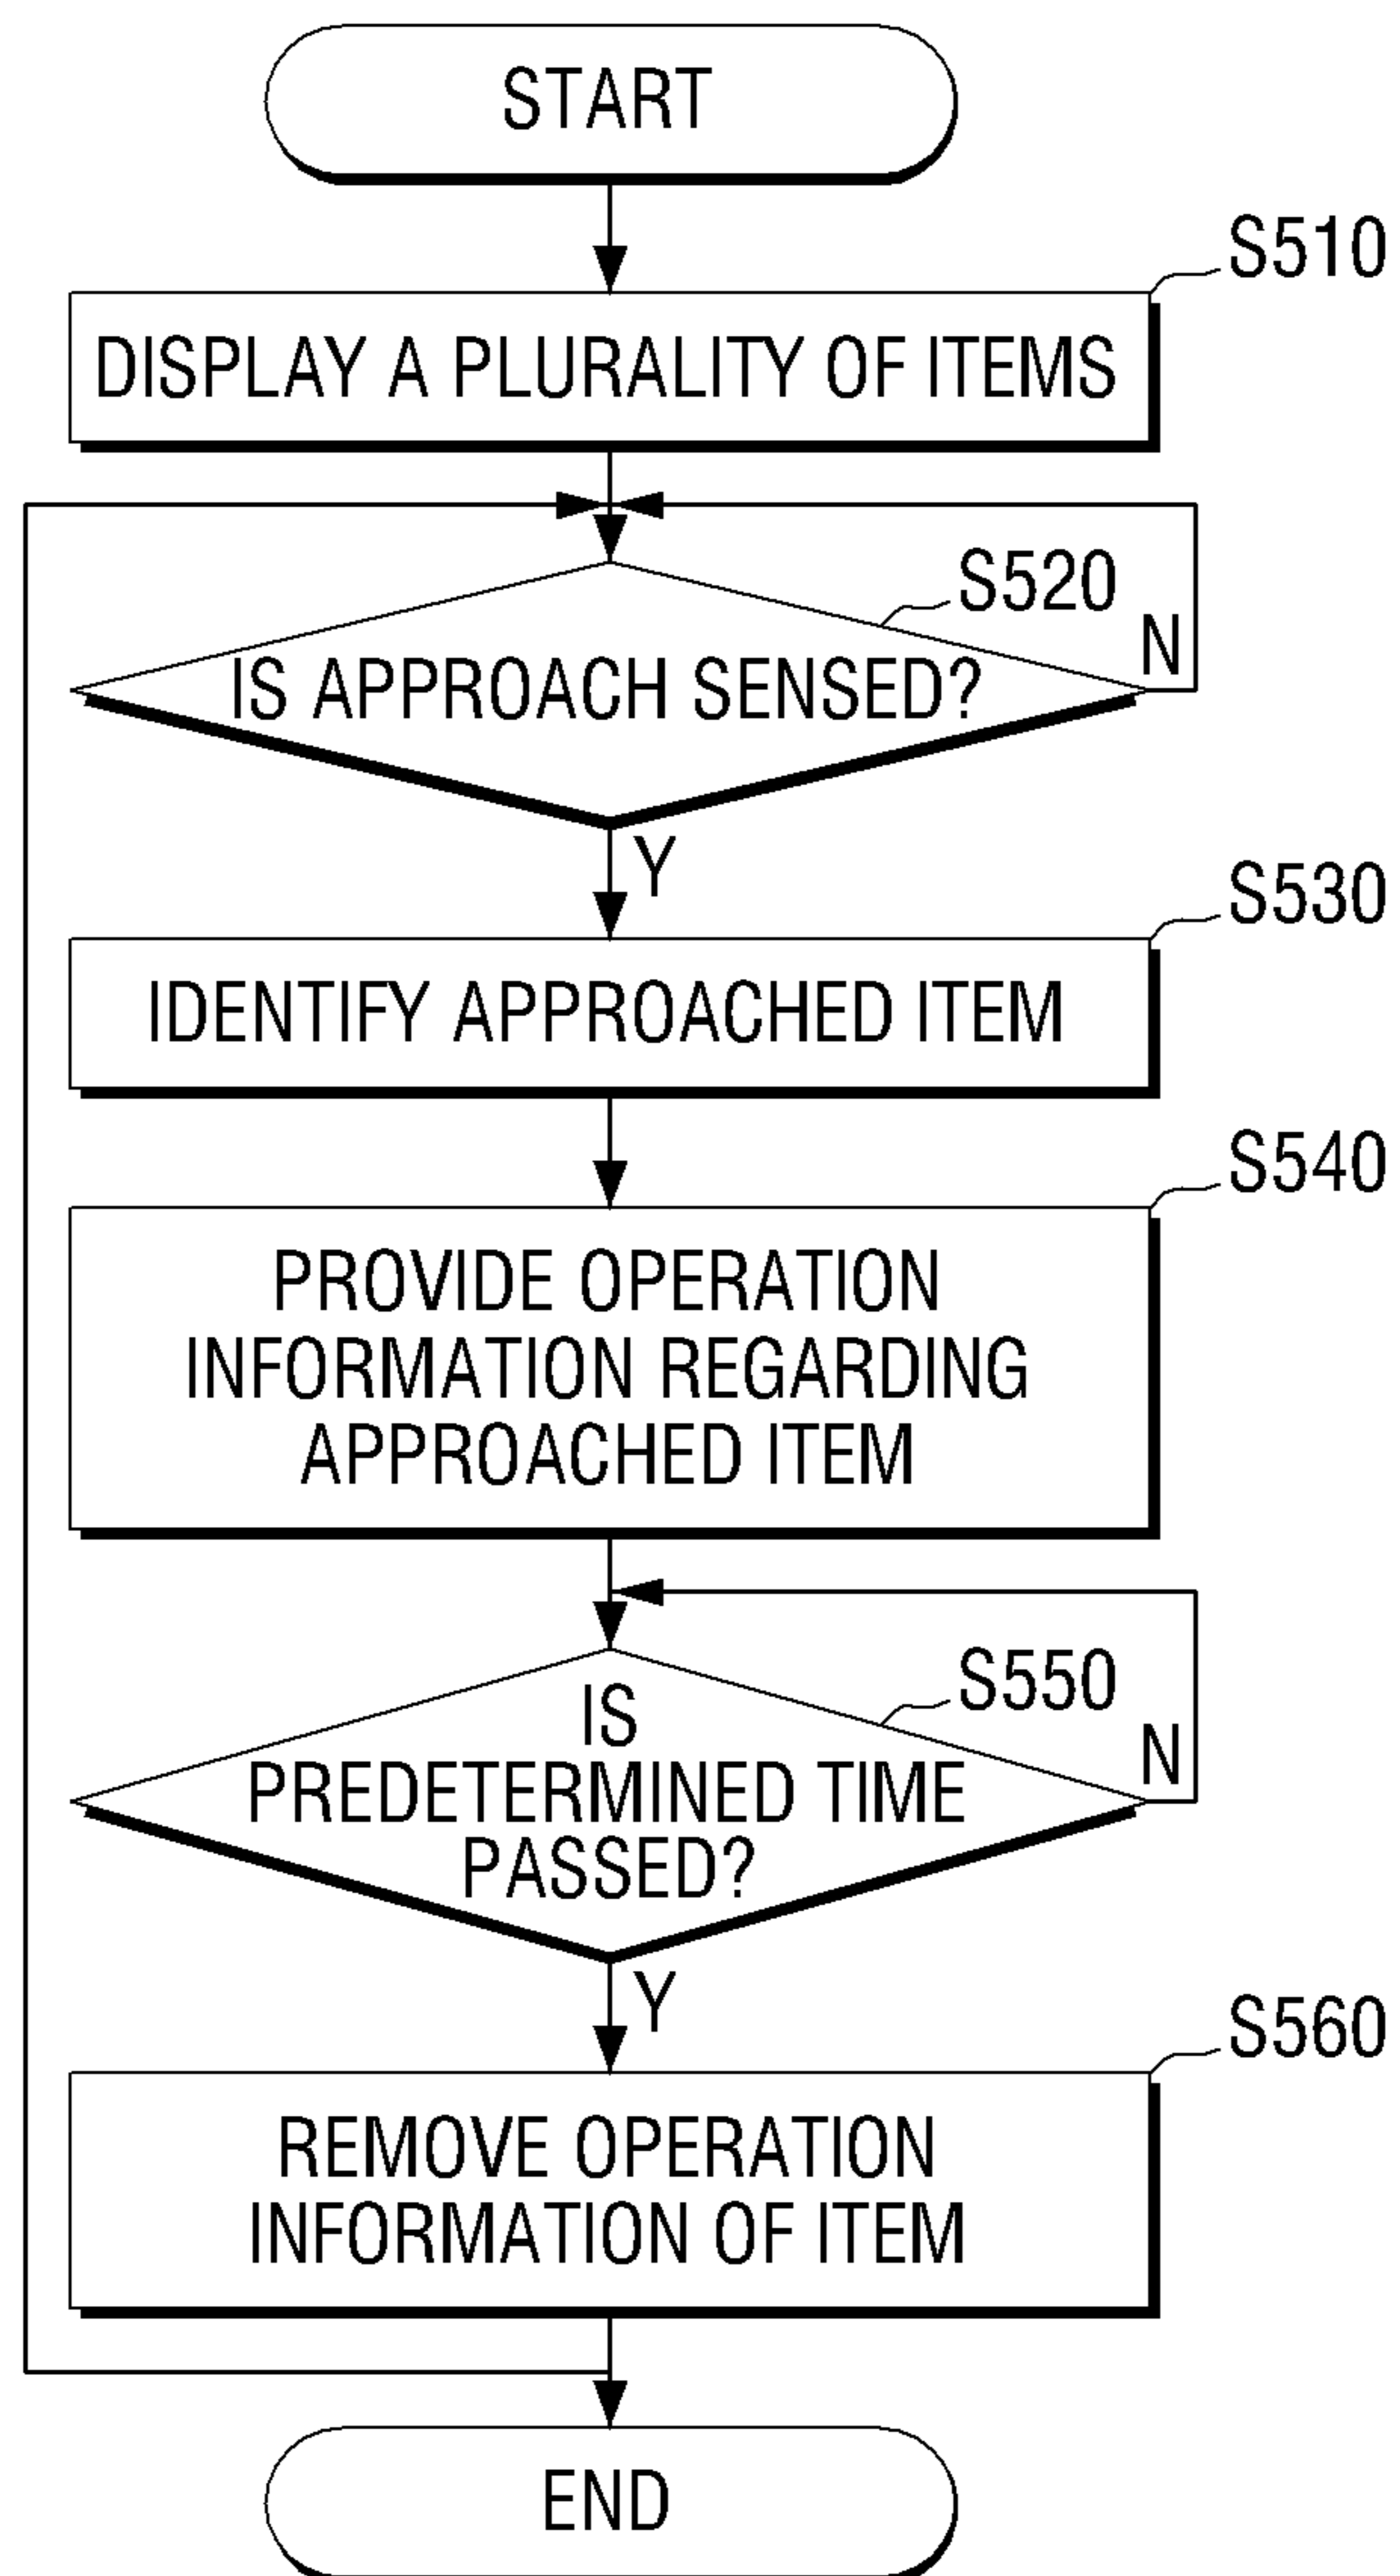 START
S510
DISPLAY A PLURALITY OF ITEMS
S520
N
IS APPROACH SENSED?
Y
S530
IDENTIFY APPROACHED ITEM
S540
PROVIDE OPERATION
INFORMATION REGARDING
APPROACHED ITEM
S550
IS
N
PREDETERMINED TIME
PASSED?
Y
S560
REMOVE OPERATION
INFORMATION OF ITEM
END